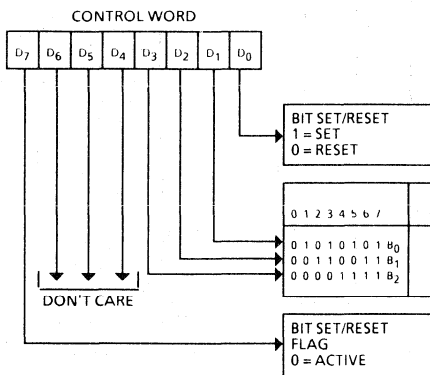 CONTROL WORD
D7 D6 D5 D4 D3 D2 D1 D0
BIT SET/RESET
1 = SET
0 = RESET
0 1 2 3 4 5 6 7
0 1 0 1 0 1 0 1 B0
0 0 1 1 0 0 1 1 B1
0 0 0 0 1 1 1 1 B2
DON'T CARE
BIT SET/RESET
FLAG
0 = ACTIVE